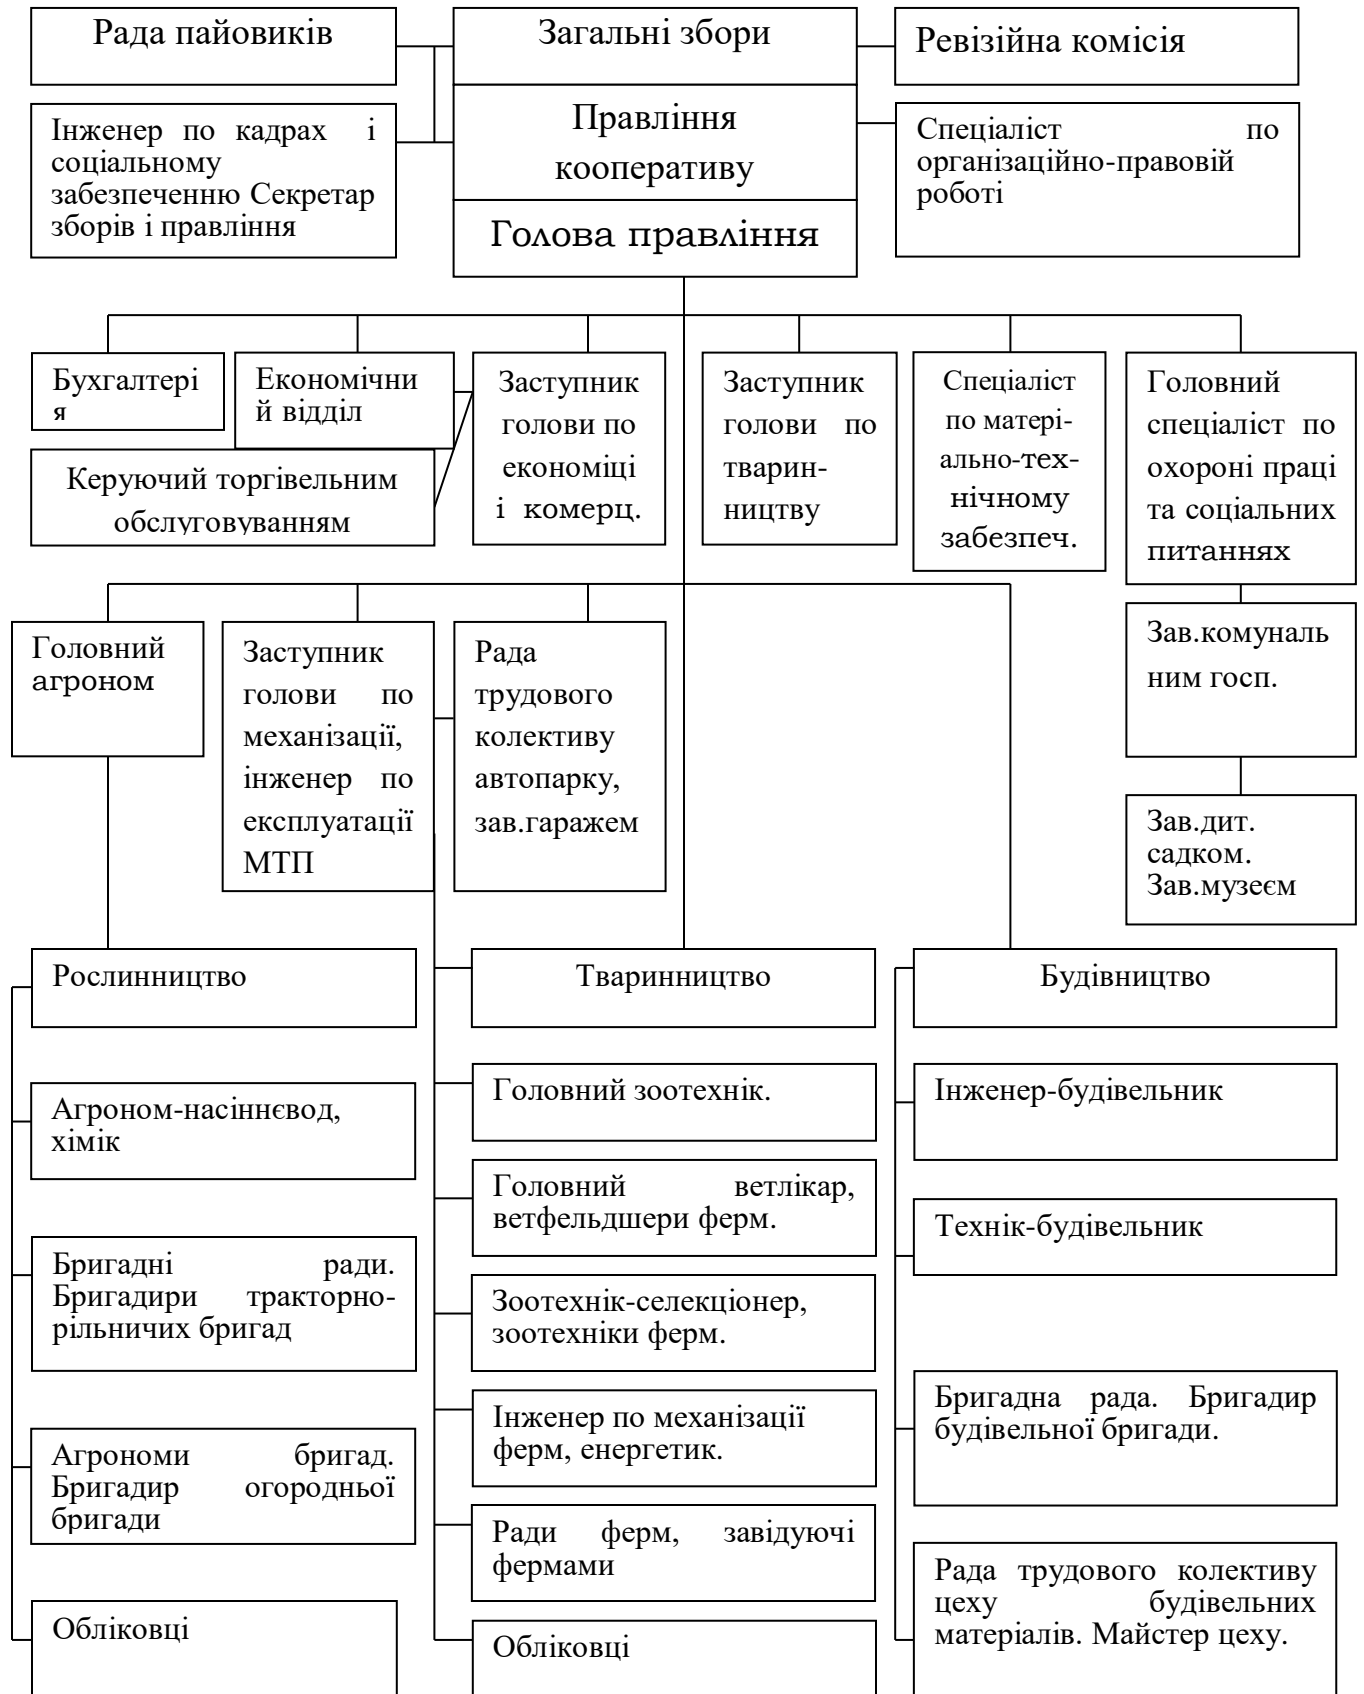 Рада пайовиків
Загальні збори
Ревізійна комісія
Інженер по кадрах і
соціальному
забезпеченню Секретар
зборів і правління
Правління
кооперативу
Спеціаліст по
організаційно-правовій
роботі
Голова правління
Бухгалтері
я
Економічни
й відділ
Керуючий торгівельним
обслуговуванням
Заступник
голови по
економіці
і комерц.
Заступник
голови по
тварин-
ництву
Спеціаліст
по матері-
ально-тех-
нічному
забезпеч.
Головний
спеціаліст по
охороні праці
та соціальних
питаннях
Головний
агроном
Заступник
голови по
механізації,
інженер по
експлуатації
МТП
Рада
трудового
колективу
автопарку,
зав.гаражем
Зав.комуналь
ним госп.
Зав.дит.
садком.
Зав.музеєм
Рослинництво
Агроном-насіннєвод,
хімік
Бригадні ради.
Бригадири тракторно-
рільничих бригад
Агрономи бригад.
Бригадир огородньої
бригади
Обліковці
Тваринництво
Головний зоотехнік.
Головний ветлікар,
ветфельдшери ферм.
Зоотехнік-селекціонер,
зоотехніки ферм.
Інженер по механізації
ферм, енергетик.
Ради ферм, завідуючі
фермами
Обліковці
Будівництво
Інженер-будівельник
Технік-будівельник
Бригадна рада. Бригадир
будівельної бригади.
Рада трудового колективу
цеху будівельних
матеріалів. Майстер цеху.